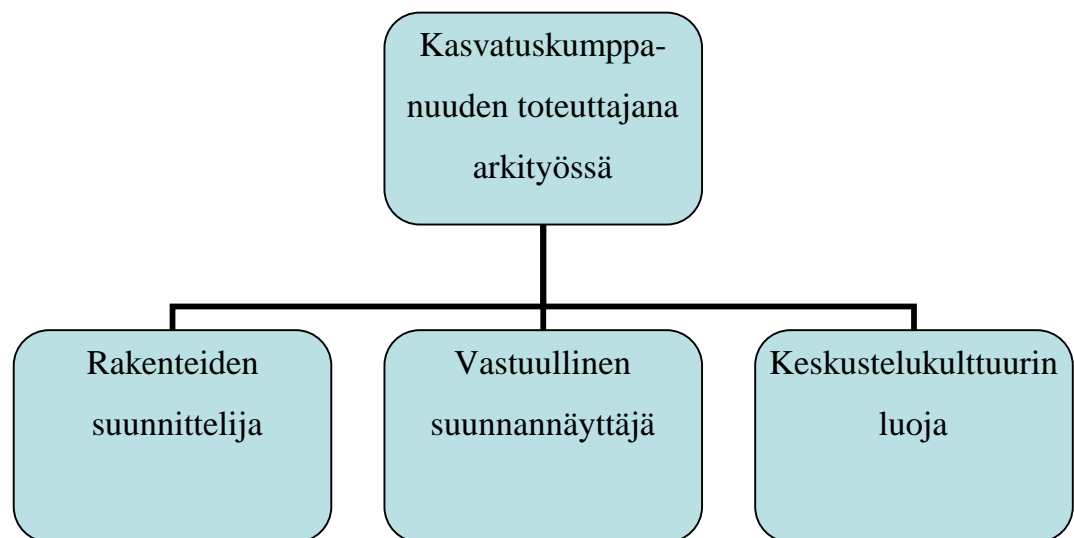 Kasvatuskumppa-
nuuden toteuttajana
arkityössä
Rakenteiden
suunnittelija
Vastuullinen
suunnannäyttäjä
Keskustelukulttuurin
luoja